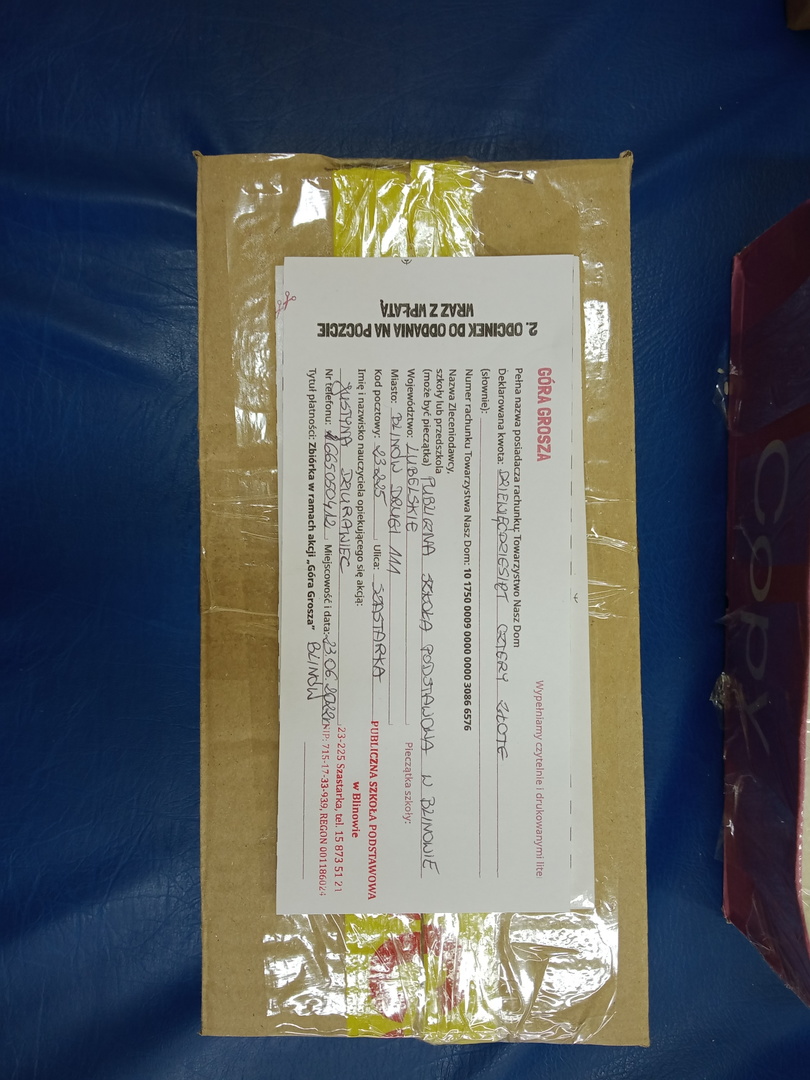 2. ODCINEK DO ODDANIA NA POCZCIE
WRAZ Z WPŁATĄ
GÓRA GROSZA
Wypełniamy czytelnie i drukowanymi lite
Pełna nazwa posiadacza rachunku: Towarzystwo Nasz Dom
Deklarowana kwota: DZIEWIĘĆDZIESIĄT CZTERY ZŁOTE
(słownie):
Numer rachunku Towarzystwa Nasz Dom: 10 1750 0009 0000 0000 3086 6576
Nazwa Zleceniodawcy,
szkoły lub przedszkola
(może być pieczątka) PUBLICZNA SZKOŁA PODSTAWOWA W BLINOWIE
Województwo: LUBELSKIE Pieczątka szkoły:
Miasto: BLINÓW DRUGI 111
Kod pocztowy: 23-225 Ulica: SZASTARKA
PUBLICZNA SZKOŁA PODSTAWOWA
w Blinowie
23-225 Szastarka, tel. 15 873 51 21
NIP: 715-17-33-939, REGON 001186024
Imię i nazwisko nauczyciela opiekującego się akcją:
JUSTYNA DZIURAWIEC
Nr telefonu: 665050412 Miejscowość i data: 23.06.2022
Tytuł płatności: Zbiórka w ramach akcji „Góra Grosza" BLINÓW
COPY